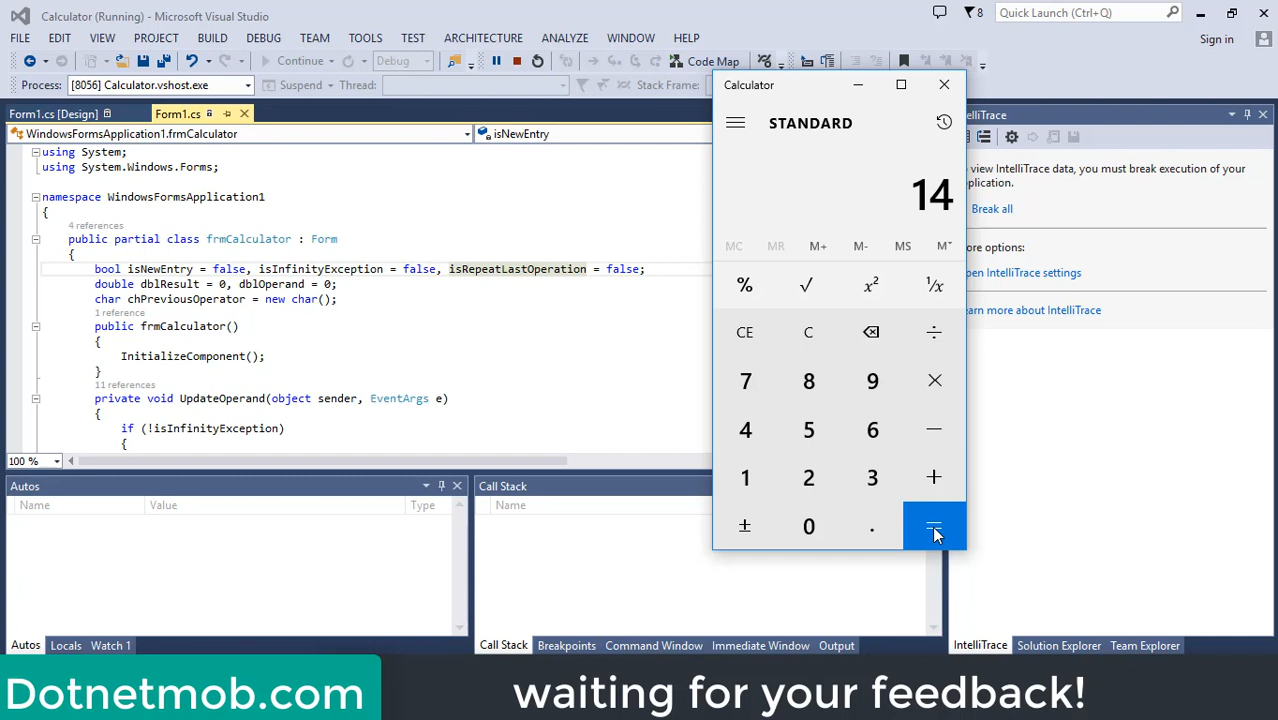 Calculator (Running) - Microsoft Visual Studio
8
Quick Launch (Ctrl+Q)
FILE EDIT VIEW PROJECT BUILD DEBUG TEAM TOOLS TEST ARCHITECTURE ANALYZE WINDOW HELP
Sign in
Continue
Debug
Code Map
Process: [8056] Calculator.vshost.exe
Suspend
Thread:
Stack Frame:
Form1.cs [Design]
Form1.cs
WindowsFormsApplication1.frmCalculator
isNewEntry
using System;
using System.Windows.Forms;
namespace WindowsFormsApplication1
{
4 references
public partial class frmCalculator : Form
{
bool isNewEntry = false, isInfinityException = false, isRepeatLastOperation = false;
double dblResult = 0, dblOperand = 0;
char chPreviousOperator = new char();
1 reference
public frmCalculator()
{
InitializeComponent();
}
11 references
private void UpdateOperand(object sender, EventArgs e)
{
if (!isInfinityException)
{
100 %
Calculator
STANDARD
14
MC MR M+ M- MS M˅
% √ x² ¹/x
CE C ⌫ ÷
7 8 9 ×
4 5 6 −
1 2 3 +
± 0 . =
elliTrace
view IntelliTrace data, you must break execution of your
plication.
Break all
ore options:
pen IntelliTrace settings
earn more about IntelliTrace
Autos
Name Value Type
Call Stack
Name
Autos Locals Watch 1
Call Stack Breakpoints Command Window Immediate Window Output
IntelliTrace Solution Explorer Team Explorer
Dotnetmob.com
waiting for your feedback!